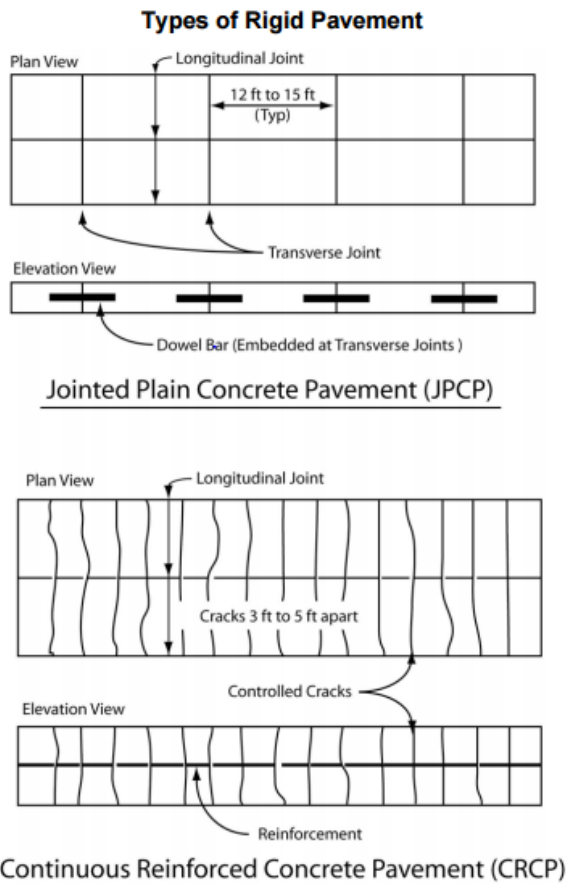 Types of Rigid Pavement
Plan View
Longitudinal Joint
12 ft to 15 ft
(Typ)
Transverse Joint
Elevation View
Dowel Bar (Embedded at Transverse Joints )
Jointed Plain Concrete Pavement (JPCP)
Plan View
Longitudinal Joint
Cracks 3 ft to 5 ft apart
Controlled Cracks
Elevation View
Reinforcement
Continuous Reinforced Concrete Pavement (CRCP)